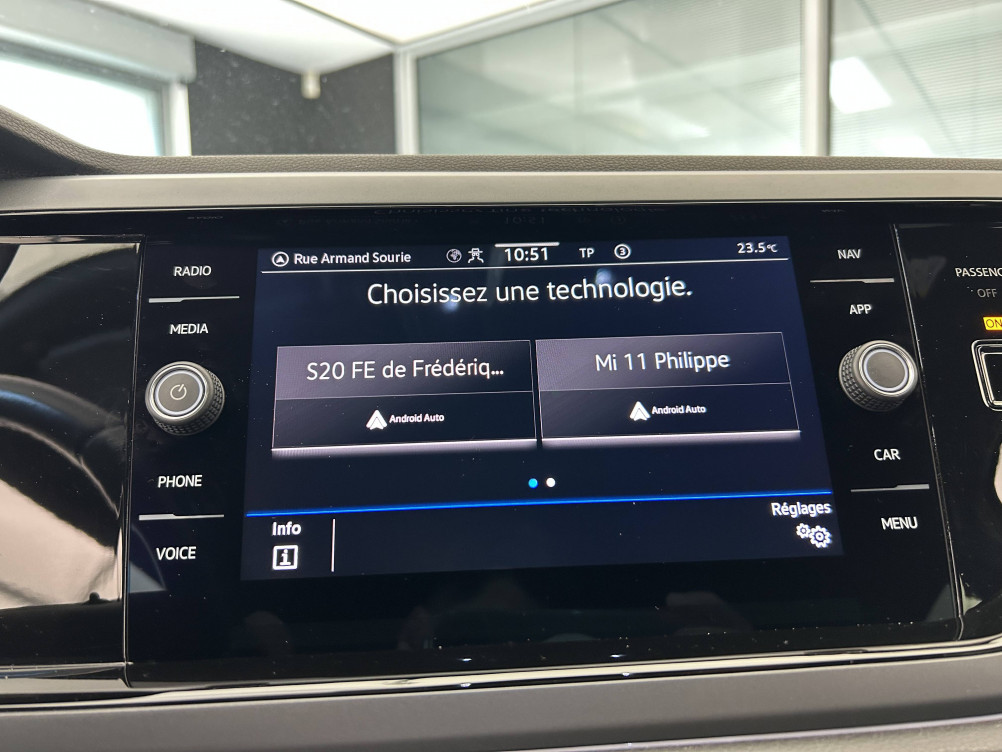 RADIO
MEDIA
PHONE
VOICE
Rue Armand Sourie 10:51 TP 3 23.5°C
Choisissez une technologie.
S20 FE de Frédériq...
Android Auto
Mi 11 Philippe
Android Auto
Info
i
Réglages
NAV
APP
CAR
MENU
PASSENG
OFF
ON